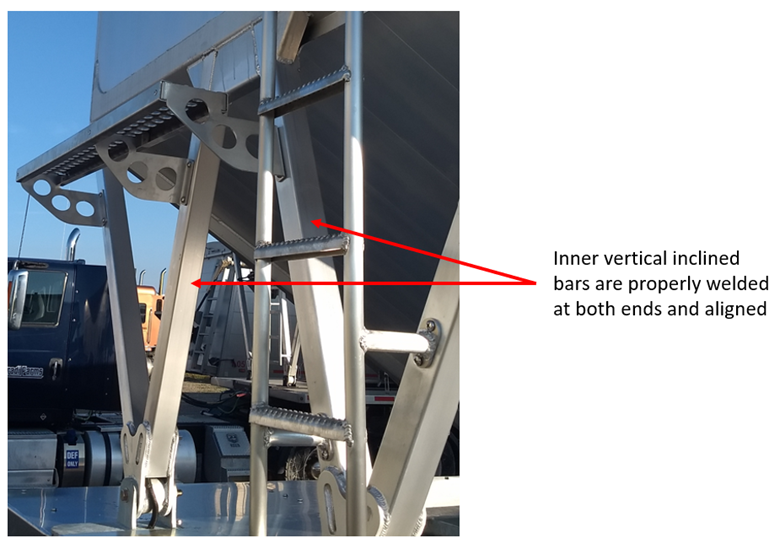 Inner vertical inclined
bars are properly welded
at both ends and aligned
DEF
ONLY